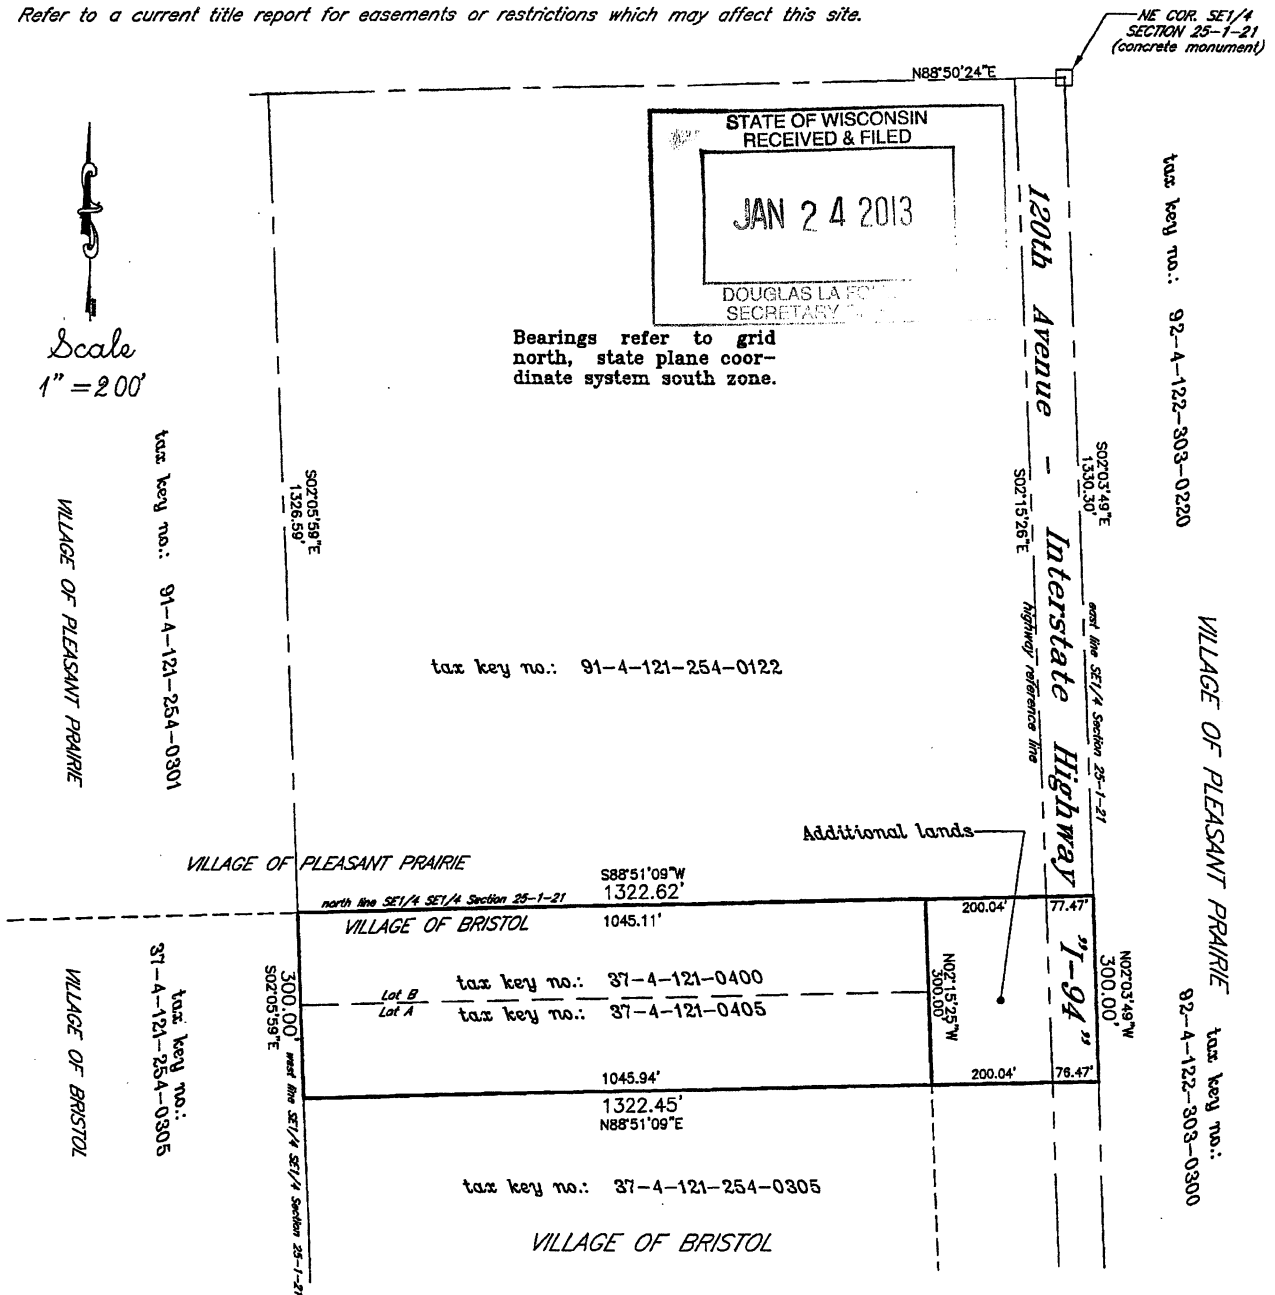 Refer to a current title report for easements or restrictions which may affect this site.
NE COR. SE1/4
SECTION 25-1-21
(concrete monument)
N88°50'24"E
STATE OF WISCONSIN
RECEIVED & FILED
JAN 24 2013
DOUGLAS LA
SECRETARY
Bearings refer to grid
north, state plane coor-
dinate system south zone.
Scale
1" = 200'
tax key no.: 91-4-121-254-0301
VILLAGE OF PLEASANT PRAIRIE
S02°05'59"E
1326.59'
tax key no.: 91-4-121-254-0122
120th Avenue - Interstate Highway "I-94"
S02°15'26"E
highway reference line
S02°03'49"E
1330.30'
east line SE1/4 Section 25-1-21
tax key no.: 92-4-122-303-0220
VILLAGE OF PLEASANT PRAIRIE
Additional lands
VILLAGE OF PLEASANT PRAIRIE
S88°51'09"W
1322.62'
north line SE1/4 SE1/4 Section 25-1-21
VILLAGE OF BRISTOL
1045.11'
200.04'
77.47'
tax key no.: 37-4-121-0400
Lot B
Lot A
tax key no.: 37-4-121-0405
300.00'
S02°05'59"E
west line SE1/4 SE1/4 Section 25-1-21
N02°15'25"W
300.00'
N02°03'49"W
300.00'
tax key no.:
37-4-121-254-0305
VILLAGE OF BRISTOL
tax key no.:
92-4-122-303-0300
1045.94'
200.04'
76.47'
1322.45'
N88°51'09"E
tax key no.: 37-4-121-254-0305
VILLAGE OF BRISTOL